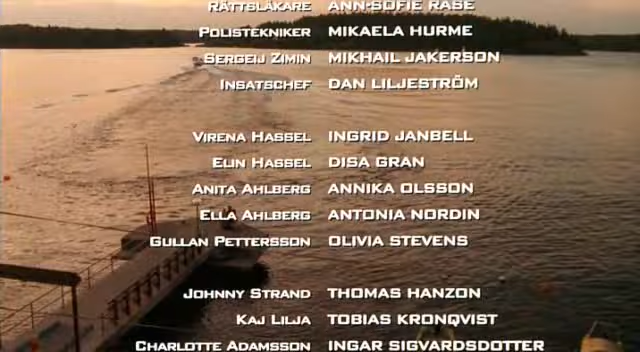 RÄTTSLÄKARE ANN-SOFIE RASE
POLISTEKNIKER MIKAELA HURME
SERGEIJ ZIMIN MIKHAIL JAKERSON
INSATSCHEF DAN LILJESTRÖM
VIRENA HASSEL INGRID JANBELL
ELIN HASSEL DISA GRAN
ANITA AHLBERG ANNIKA OLSSON
ELLA AHLBERG ANTONIA NORDIN
GULLAN PETTERSSON OLIVIA STEVENS
JOHNNY STRAND THOMAS HANZON
KAJ LILJA TOBIAS KRONQVIST
CHARLOTTE ADAMSSON INGAR SIGVARDSDOTTER